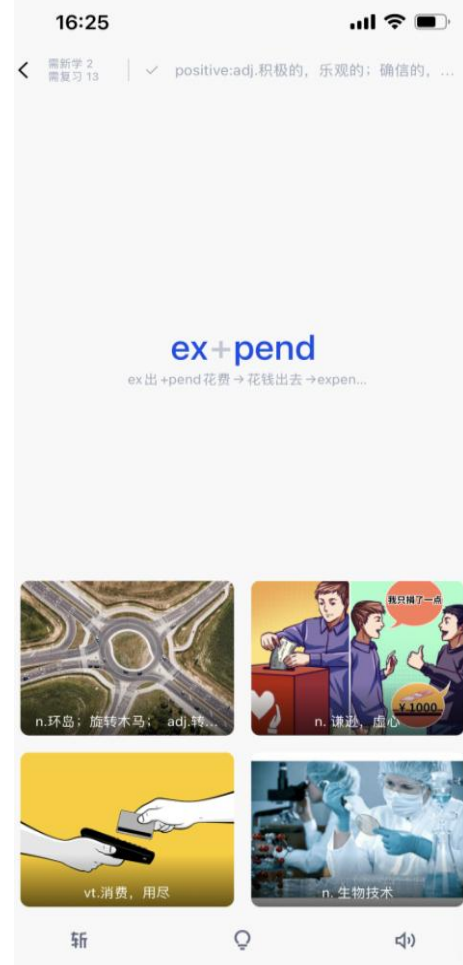 16:25
需新学 2
需复习 13
positive:adj.积极的，乐观的；确信的，...
ex+pend
ex出+pend花费→花钱出去→expen...
n.环岛；旋转木马； adj.转...
我只捐了一点
¥1000
n. 谦逊，虚心
vt.消费，用尽
n. 生物技术
斩